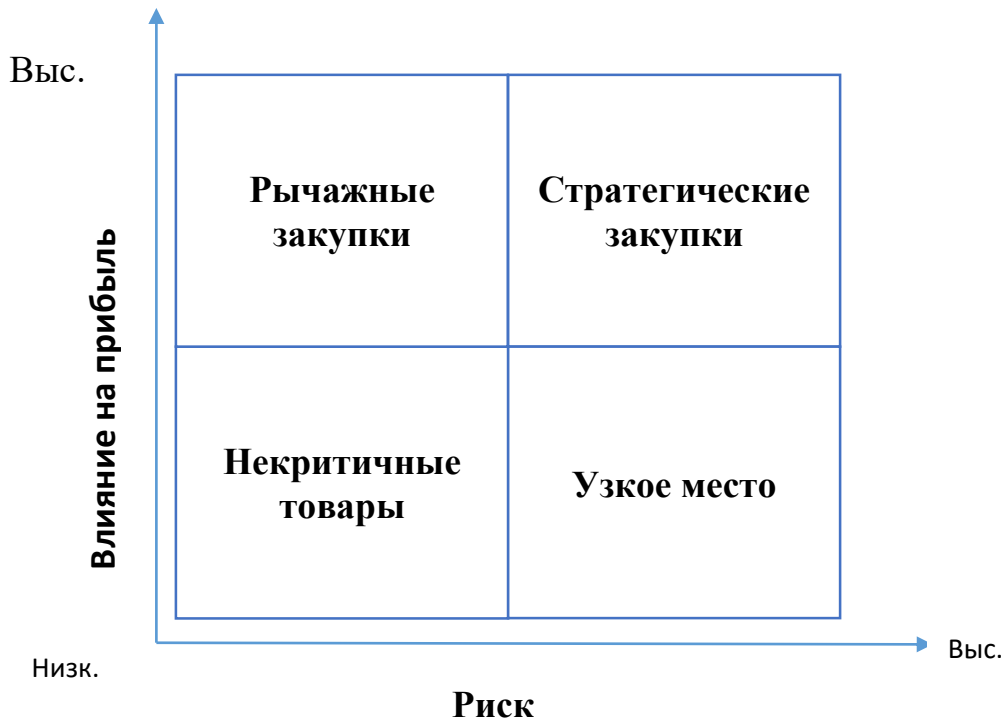 Выс.
Рычажные
закупки
Стратегические
закупки
Влияние на прибыль
Некритичные
товары
Узкое место
Низк.
Выс.
Риск